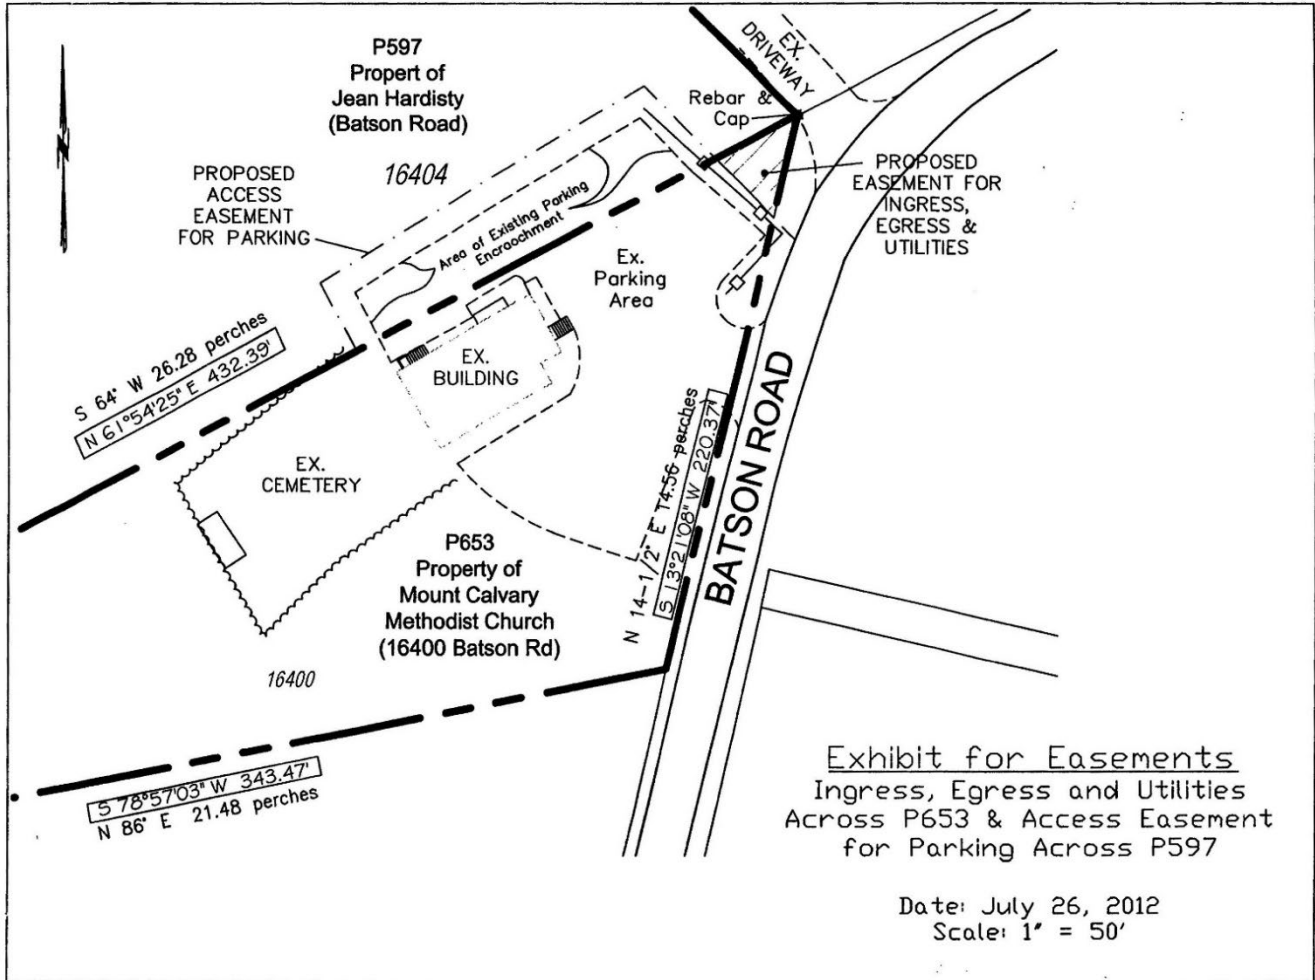 P597
Propert of
Jean Hardisty
(Batson Road)
16404
EX.
DRIVEWAY
Rebar &
Cap
PROPOSED
ACCESS
EASEMENT
FOR PARKING
PROPOSED
EASEMENT FOR
INGRESS,
EGRESS &
UTILITIES
Area of Existing Parking
Encroachment
Ex.
Parking
Area
S 64° W 26.28 perches
N 61°54'25" E 432.39'
EX.
BUILDING
EX.
CEMETERY
N 14-1/2° E 14.56 perches
S 13°21'08" W 220.37'
BATSON ROAD
P653
Property of
Mount Calvary
Methodist Church
(16400 Batson Rd)
16400
S 78°57'03" W 343.47'
N 86° E 21.48 perches
Exhibit for Easements
Ingress, Egress and Utilities
Across P653 & Access Easement
for Parking Across P597
Date: July 26, 2012
Scale: 1" = 50'
N